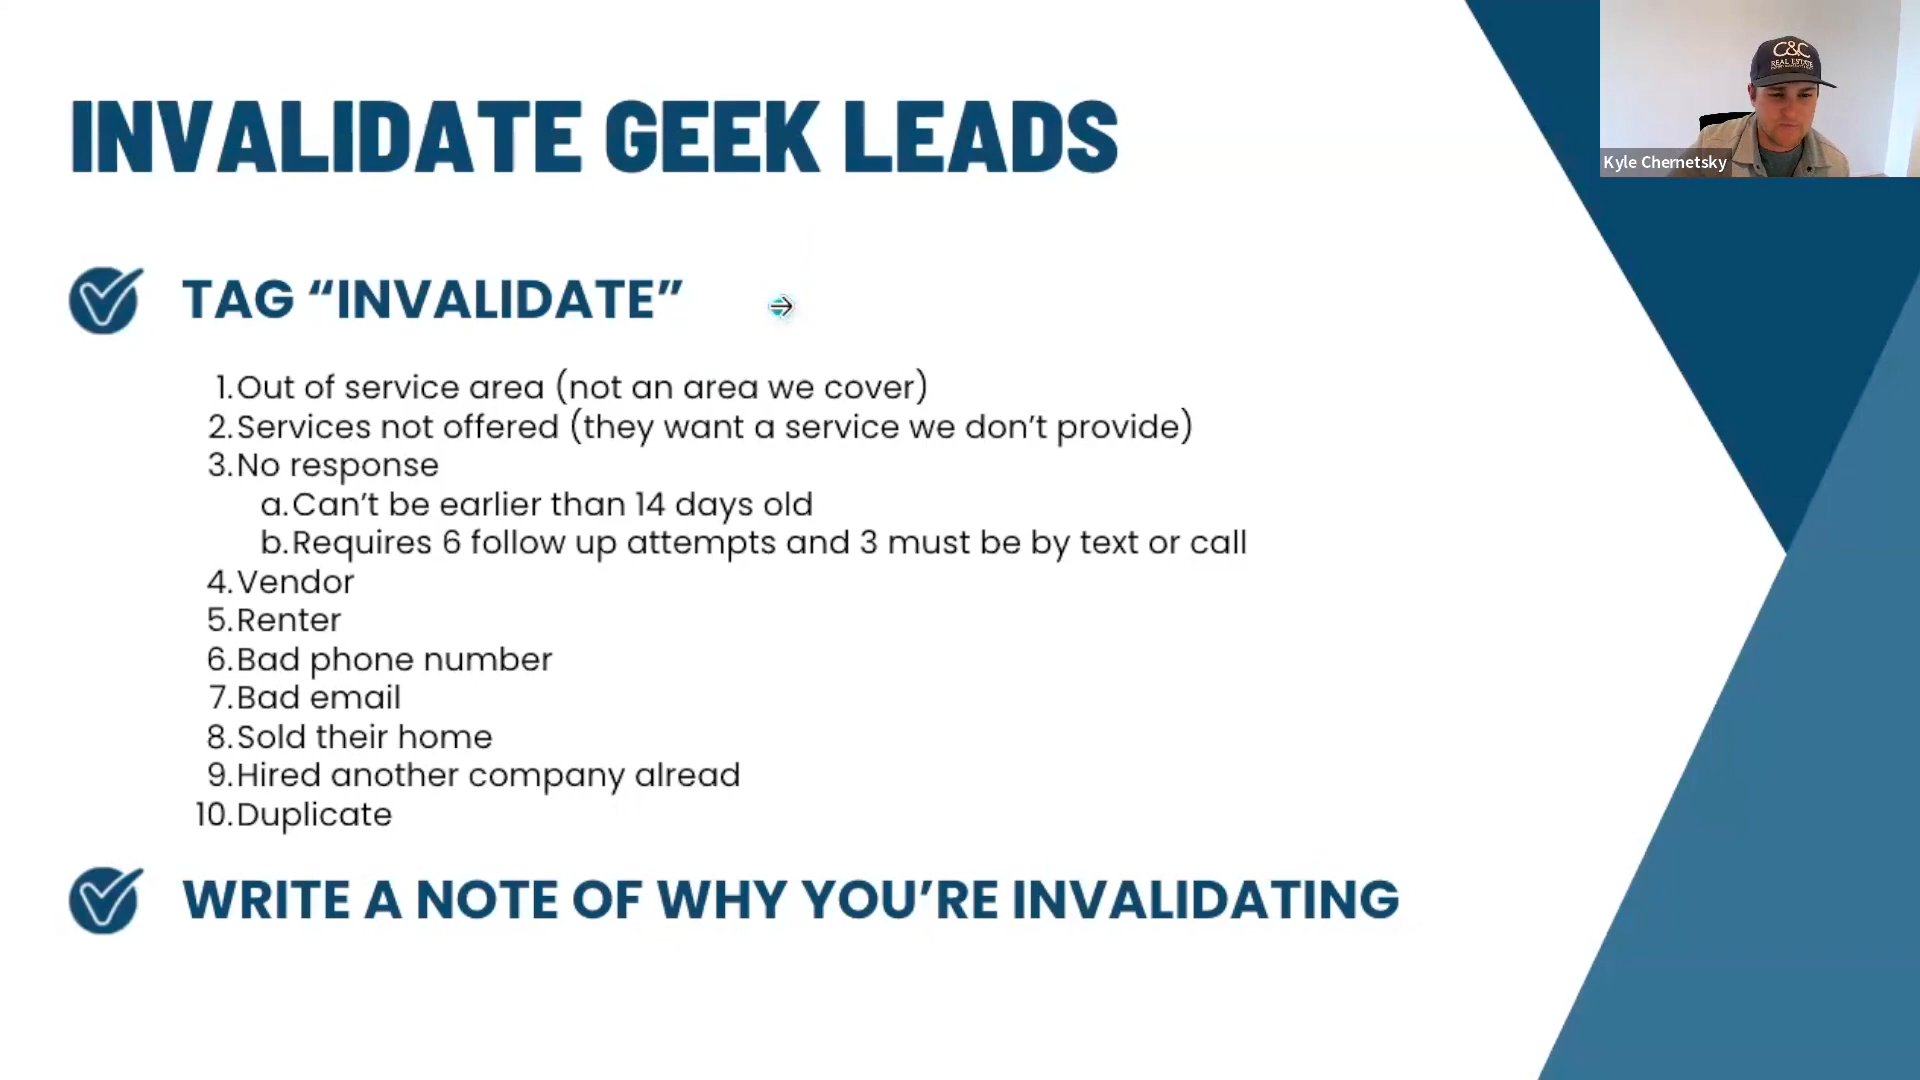 INVALIDATE GEEK LEADS
C&C
REAL ESTATE
Kyle Chernetsky
TAG “INVALIDATE”
1. Out of service area (not an area we cover)
2. Services not offered (they want a service we don’t provide)
3. No response
a. Can’t be earlier than 14 days old
b. Requires 6 follow up attempts and 3 must be by text or call
4. Vendor
5. Renter
6. Bad phone number
7. Bad email
8. Sold their home
9. Hired another company alread
10. Duplicate
WRITE A NOTE OF WHY YOU’RE INVALIDATING